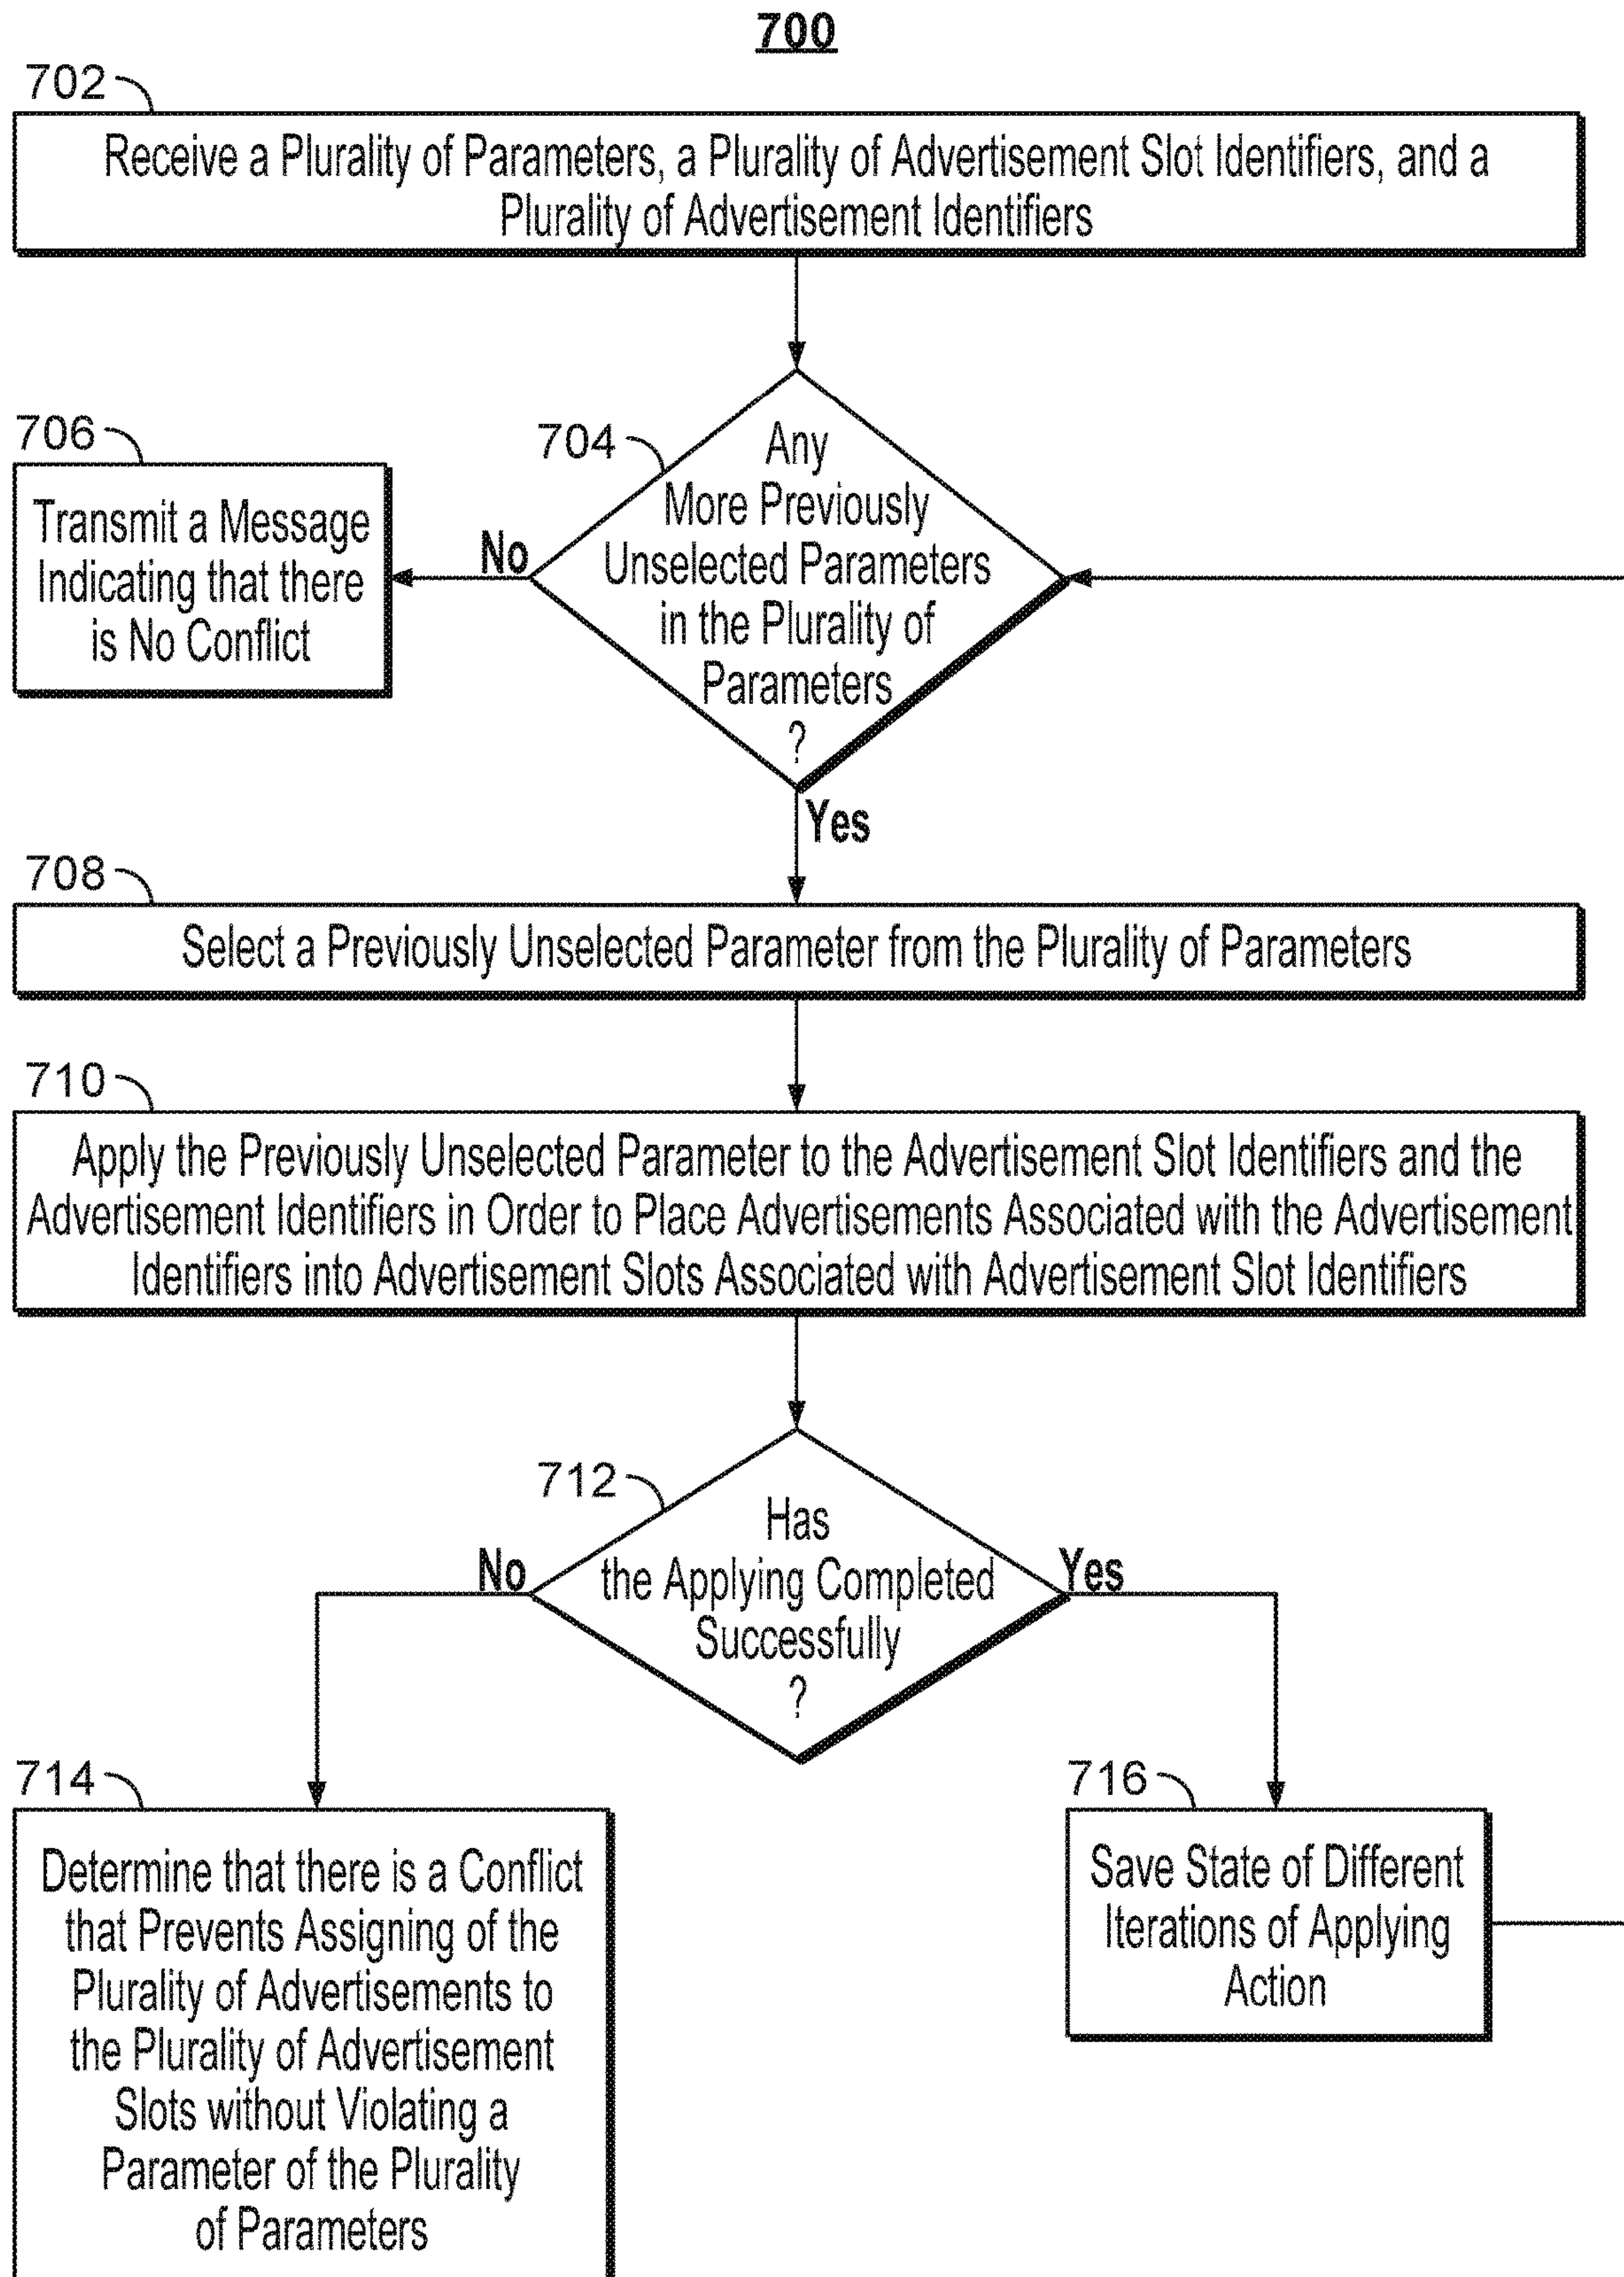 700
702
Receive a Plurality of Parameters, a Plurality of Advertisement Slot Identifiers, and a
Plurality of Advertisement Identifiers
704
Any
More Previously
Unselected Parameters
in the Plurality of
Parameters
?
No
706
Transmit a Message
Indicating that there
is No Conflict
Yes
708
Select a Previously Unselected Parameter from the Plurality of Parameters
710
Apply the Previously Unselected Parameter to the Advertisement Slot Identifiers and the
Advertisement Identifiers in Order to Place Advertisements Associated with the Advertisement
Identifiers into Advertisement Slots Associated with Advertisement Slot Identifiers
712
Has
the Applying Completed
Successfully
?
No
Yes
714
Determine that there is a Conflict
that Prevents Assigning of the
Plurality of Advertisements to
the Plurality of Advertisement
Slots without Violating a
Parameter of the Plurality
of Parameters
716
Save State of Different
Iterations of Applying
Action